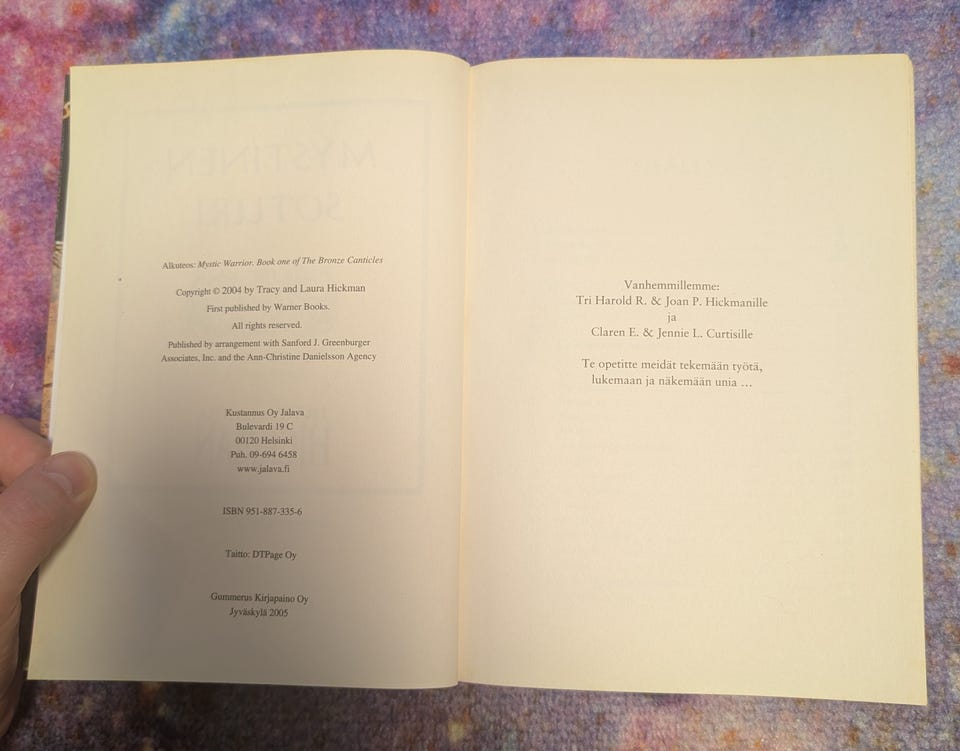 Alkuteos: Mystic Warrior. Book one of The Bronze Canticles
Copyright © 2004 by Tracy and Laura Hickman
First published by Warner Books.
All rights reserved.
Published by arrangement with Sanford J. Greenburger
Associates, Inc. and the Ann-Christine Danielsson Agency
Kustannus Oy Jalava
Bulevardi 19 C
00120 Helsinki
Puh. 09-694 6458
www.jalava.fi
ISBN 951-887-335-6
Taitto: DTPage Oy
Gummerus Kirjapaino Oy
Jyväskylä 2005
Vanhemmillemme:
Tri Harold R. & Joan P. Hickmanille
ja
Claren E. & Jennie L. Curtisille
Te opetitte meidät tekemään työtä,
lukemaan ja näkemään unia …